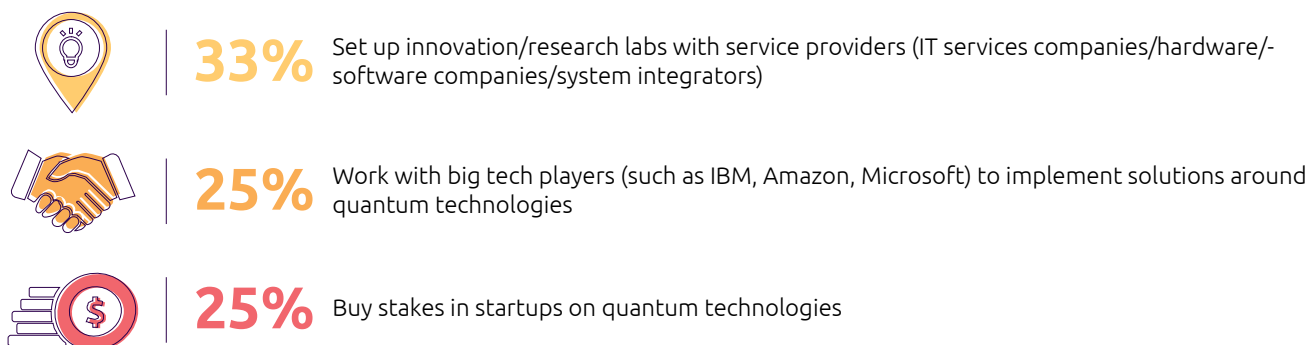 33%
Set up innovation/research labs with service providers (IT services companies/hardware/-
software companies/system integrators)
25%
Work with big tech players (such as IBM, Amazon, Microsoft) to implement solutions around
quantum technologies
$
25%
Buy stakes in startups on quantum technologies